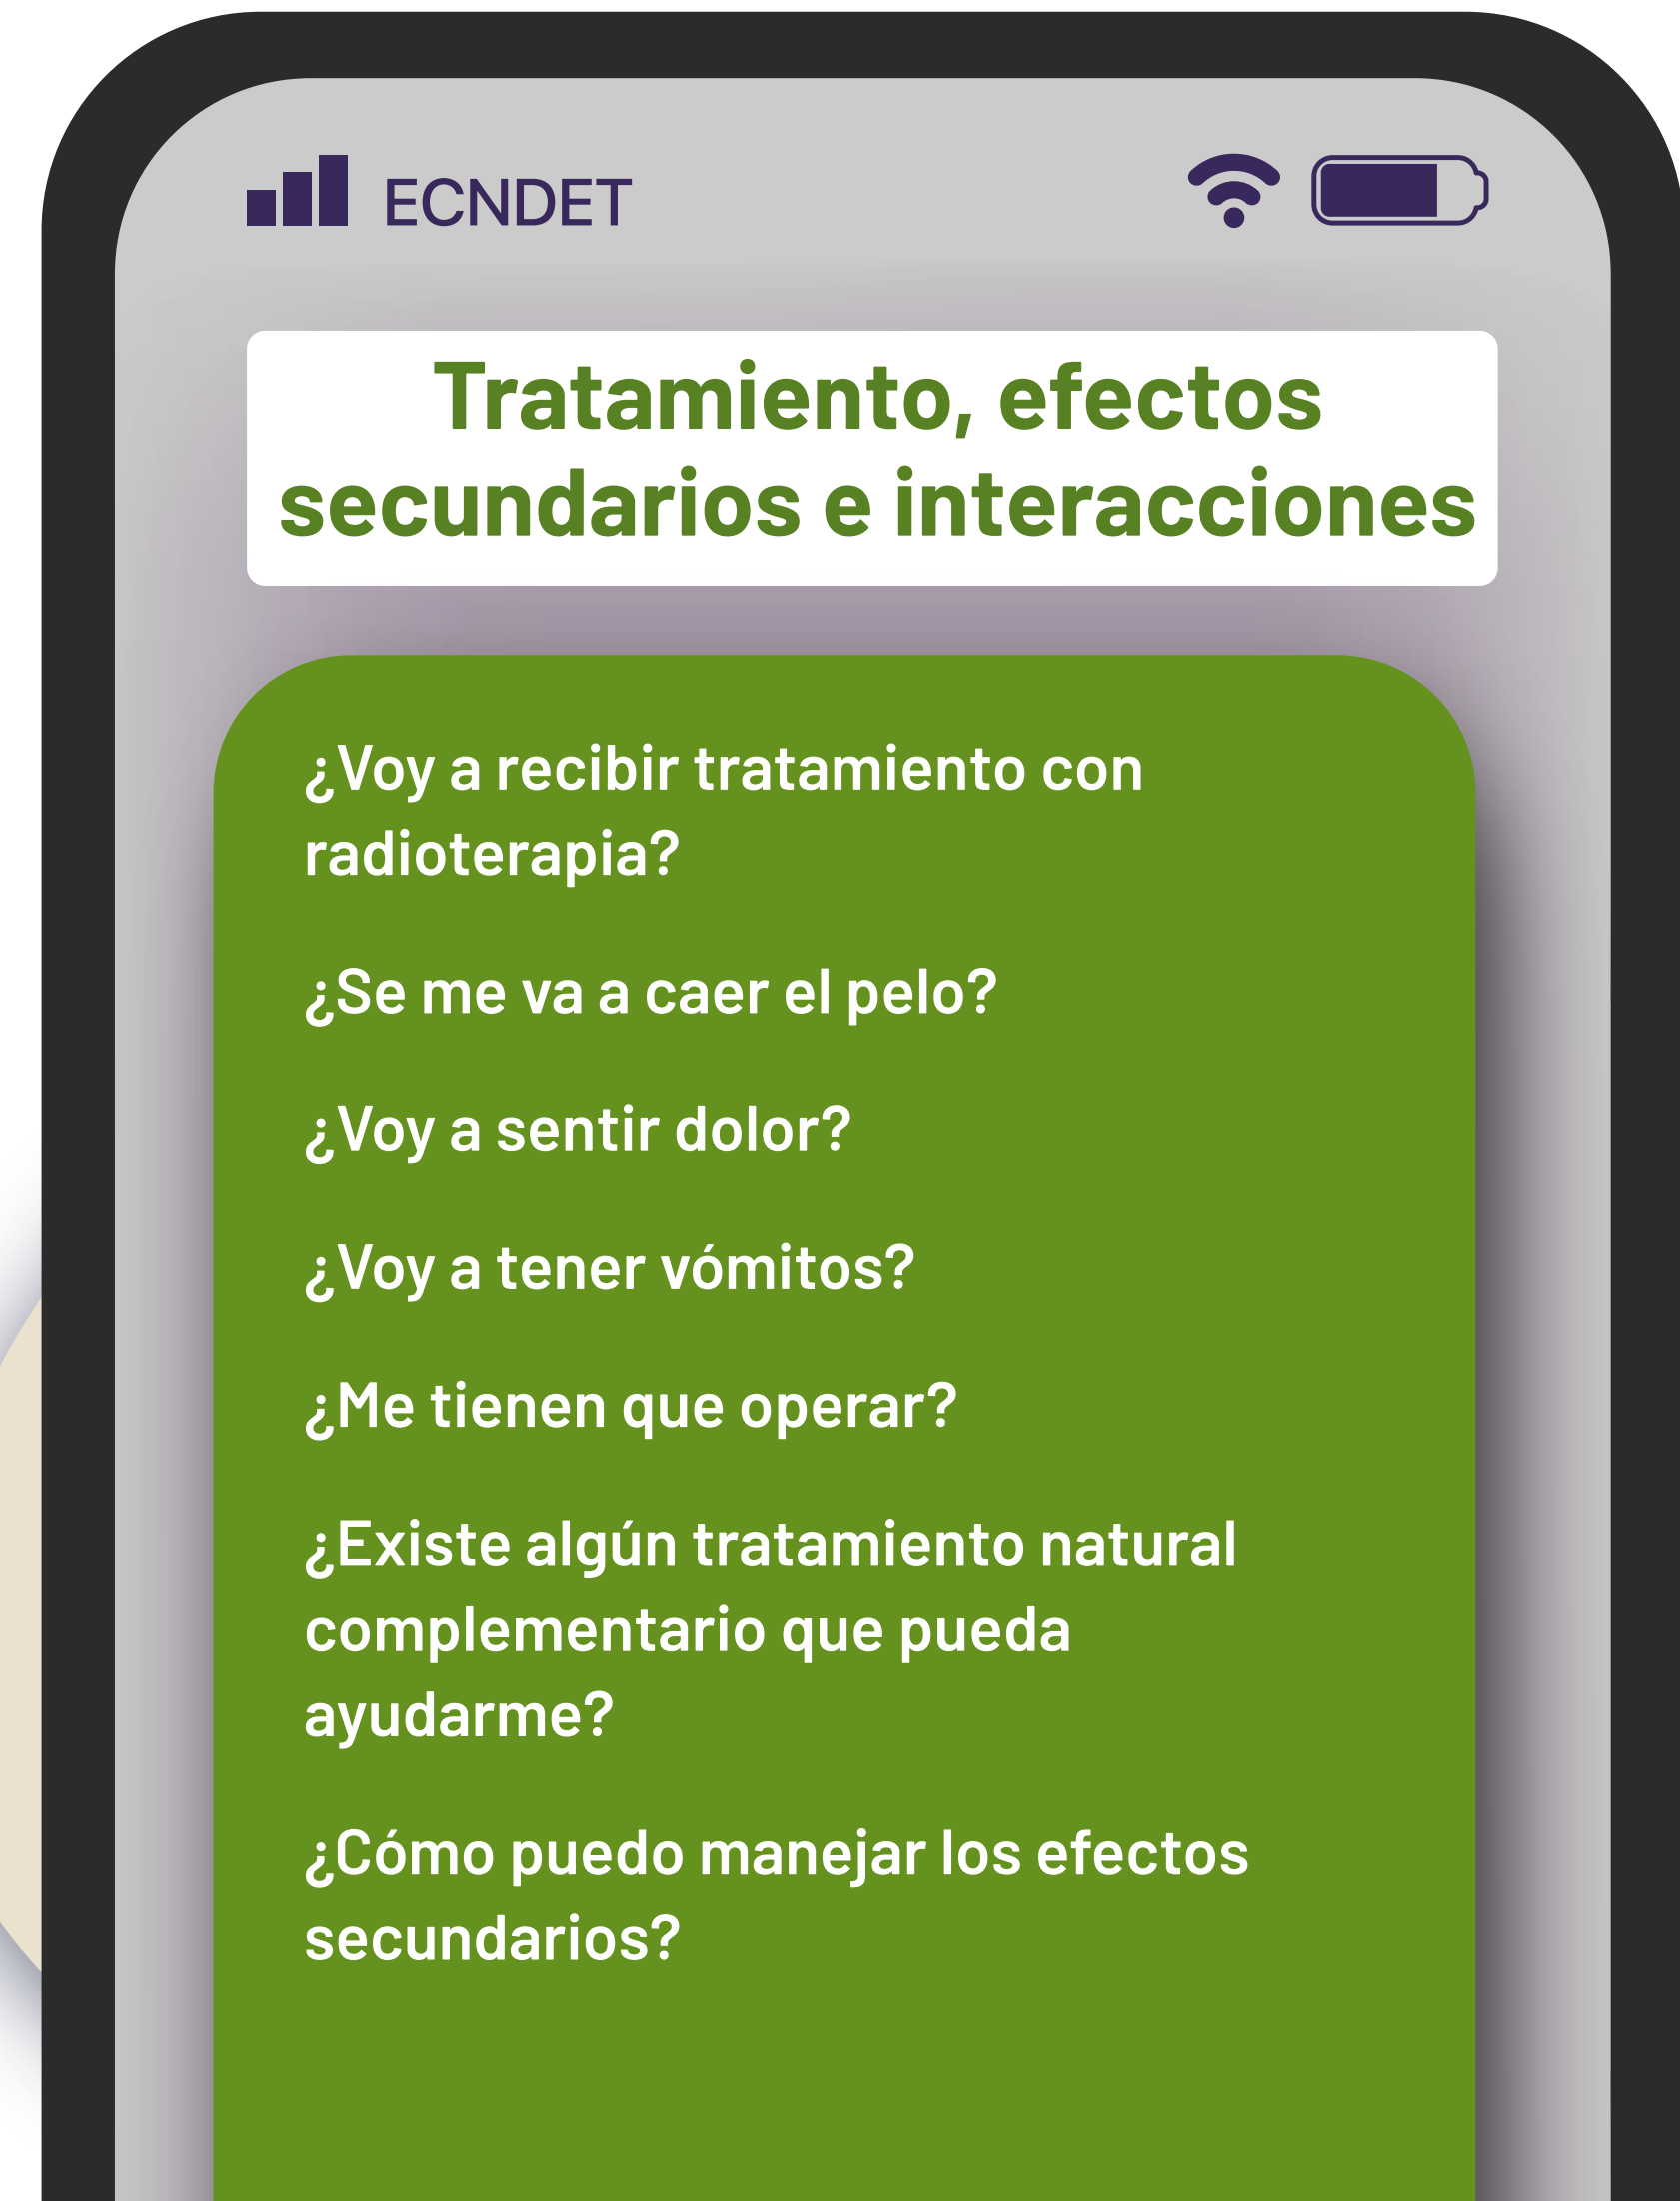 ECNDET
Tratamiento, efectos
secundarios e interacciones
¿Voy a recibir tratamiento con
radioterapia?
¿Se me va a caer el pelo?
¿Voy a sentir dolor?
¿Voy a tener vómitos?
¿Me tienen que operar?
¿Existe algún tratamiento natural
complementario que pueda
ayudarme?
¿Cómo puedo manejar los efectos
secundarios?